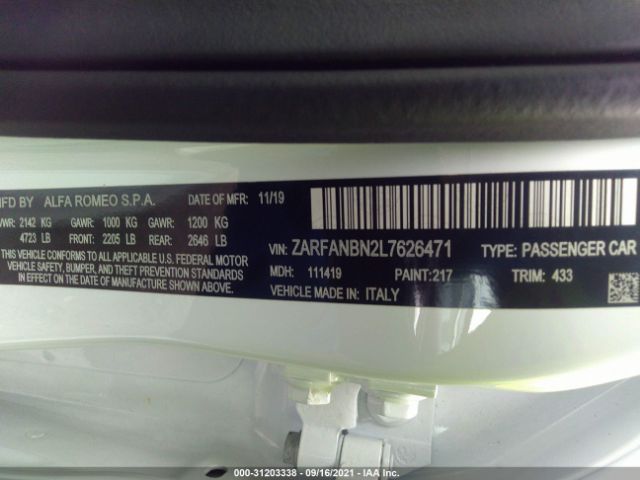 MFD BY ALFA ROMEO S.P.A. DATE OF MFR: 11/19
GVWR: 2142 KG GAWR: 1000 KG GAWR: 1200 KG
4723 LB FRONT: 2205 LB REAR: 2646 LB
THIS VEHICLE CONFORMS TO ALL APPLICABLE U.S. FEDERAL MOTOR
VEHICLE SAFETY, BUMPER, AND THEFT PREVENTION STANDARDS
IN EFFECT ON THE DATE OF MANUFACTURE SHOWN ABOVE.
VIN: ZARFANBN2L7626471 TYPE: PASSENGER CAR
MDH: 111419 PAINT: 217 TRIM: 433
VEHICLE MADE IN ITALY
000-31203338 - 09/16/2021 - IAA Inc.